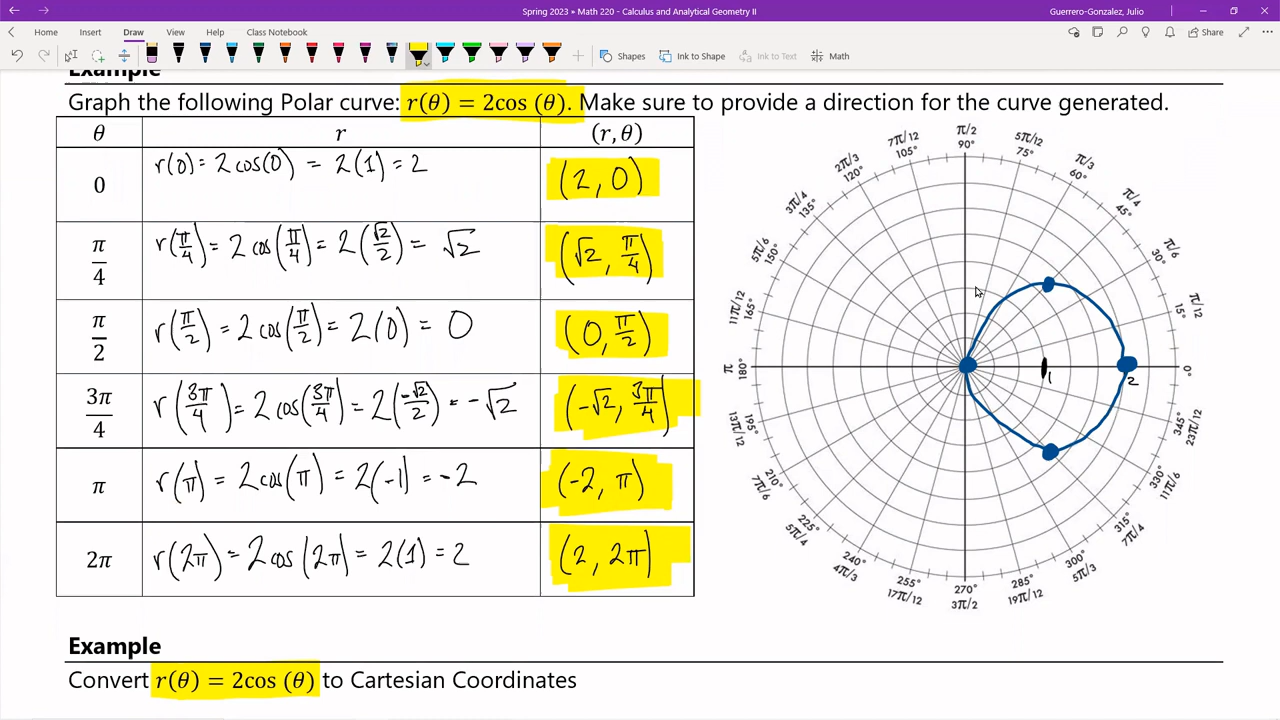 Spring 2023 » Math 220 - Calculus and Analytical Geometry II
Guerrero-Gonzalez, Julio
Home Insert Draw View Help Class Notebook
Share
Shapes Ink to Shape Ink to Text Math
Example
Graph the following Polar curve: r(θ) = 2cos (θ). Make sure to provide a direction for the curve generated.
θ r (r, θ)
0 r(0) = 2 cos(0) = 2(1) = 2 (2, 0)
π/4 r(π/4) = 2 cos(π/4) = 2(√2/2) = √2 (√2, π/4)
π/2 r(π/2) = 2 cos(π/2) = 2(0) = 0 (0, π/2)
3π/4 r(3π/4) = 2 cos(3π/4) = 2(-√2/2) = -√2 (-√2, 3π/4)
π r(π) = 2cos(π) = 2(-1) = -2 (-2, π)
2π r(2π) = 2cos(2π) = 2(1) = 2 (2, 2π)
π/2 90°
5π/12 75°
π/3 60°
π/4 45°
π/6 30°
π/12 15°
0 0°
345° 23π/12
330° 11π/6
315° 7π/4
300° 5π/3
285° 19π/12
270° 3π/2
255° 17π/12
240° 4π/3
225° 5π/4
210° 7π/6
195° 13π/12
π 180°
11π/12 165°
5π/6 150°
3π/4 135°
2π/3 120°
7π/12 105°
1 2
Example
Convert r(θ) = 2cos (θ) to Cartesian Coordinates